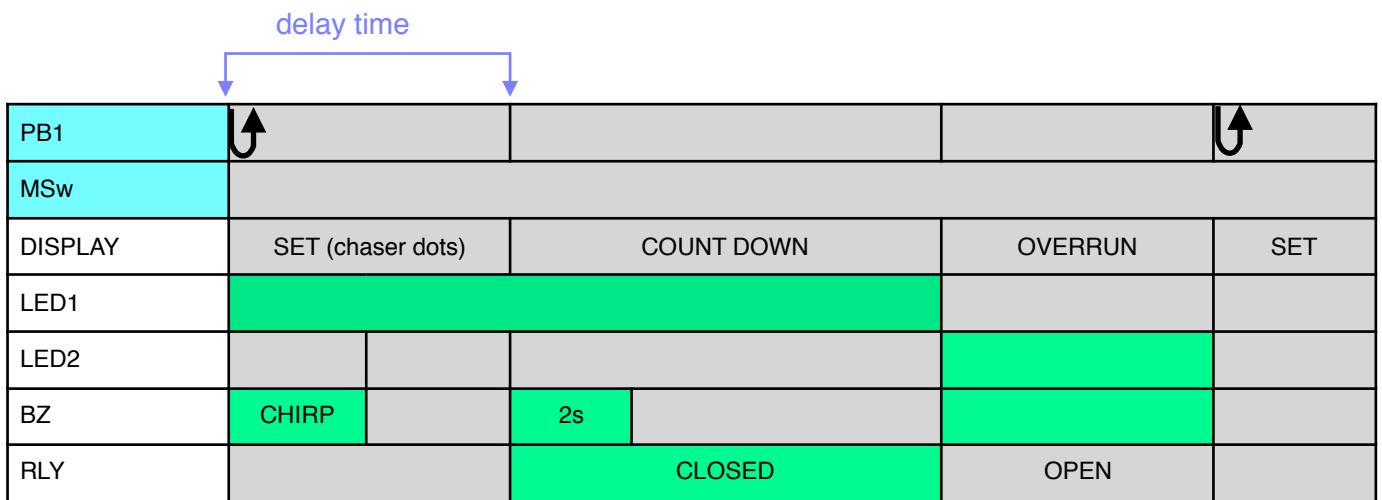 delay time
PB1
MSw
DISPLAY SET (chaser dots) COUNT DOWN OVERRUN SET
LED1
LED2
BZ CHIRP 2s
RLY CLOSED OPEN